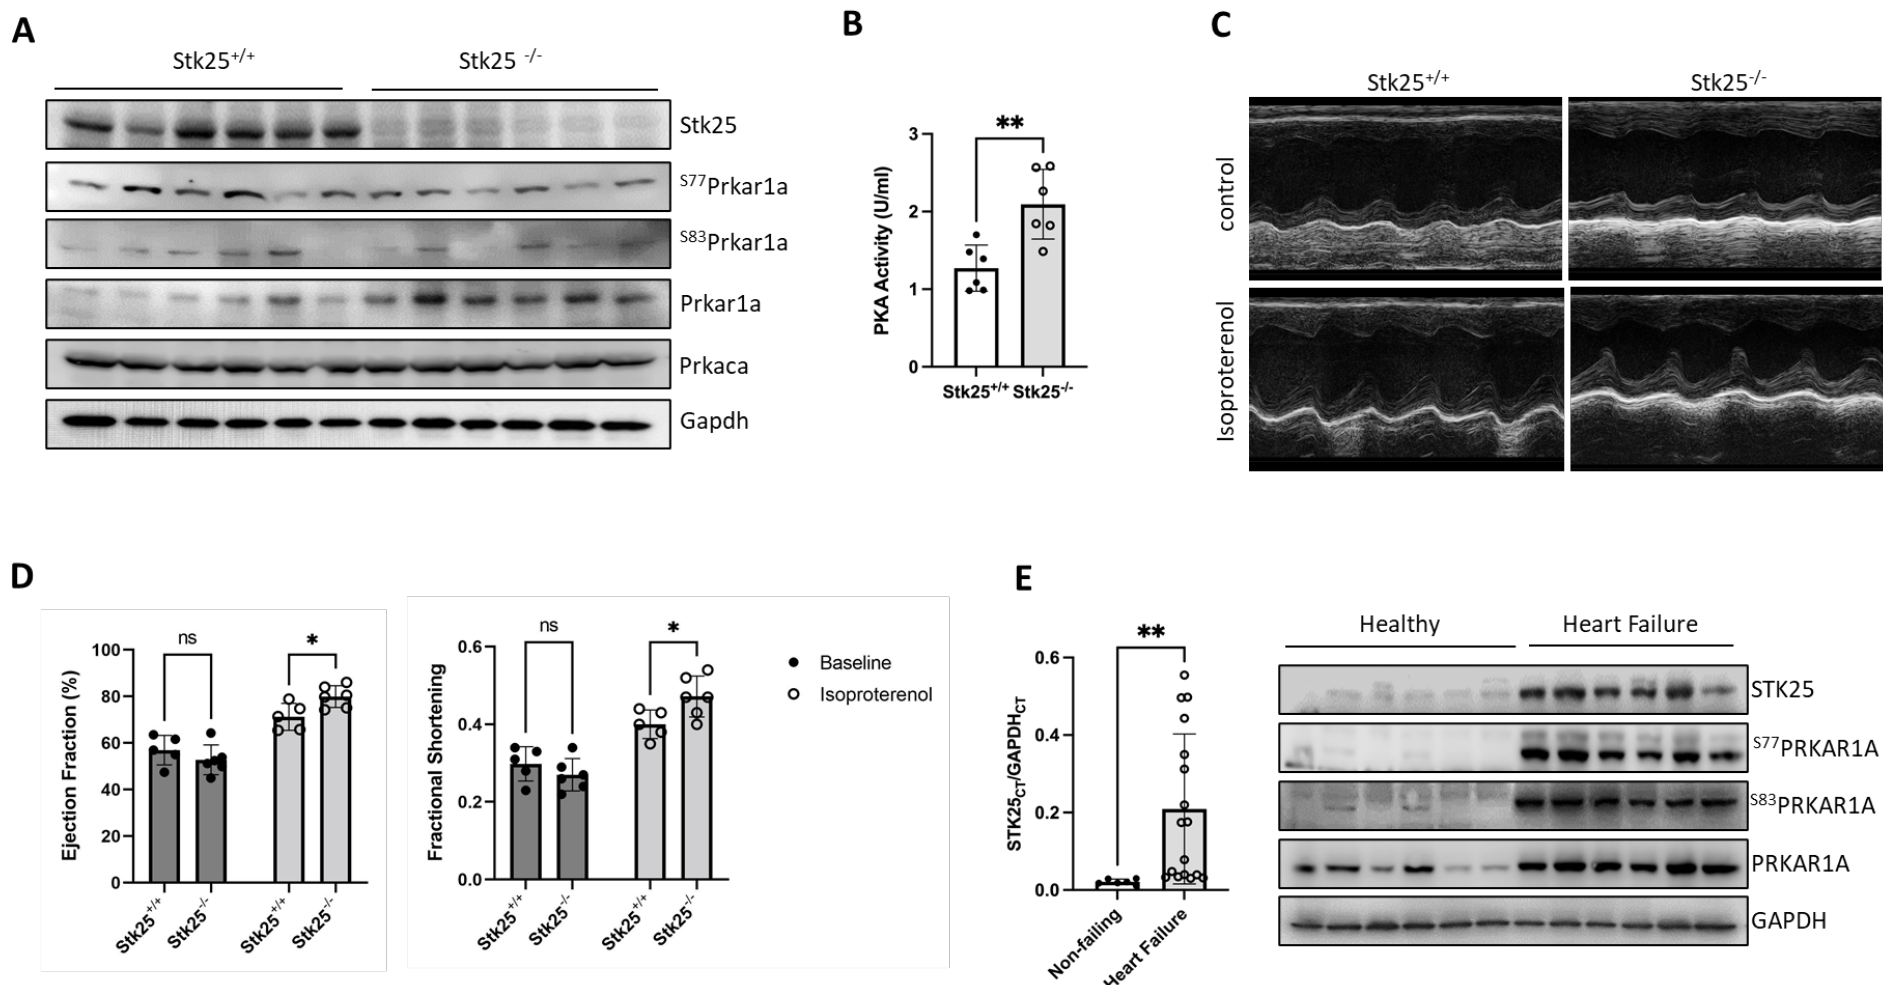 A
Stk25+/+ Stk25 -/-
Stk25
S77Prkar1a
S83Prkar1a
Prkar1a
Prkaca
Gapdh
B
**
PKA Activity (U/ml)
3
2
1
0
Stk25+/+ Stk25-/-
C
Stk25+/+ Stk25-/-
control
Isoproterenol
D
ns *
Ejection Fraction (%)
100
80
60
40
20
0
Stk25+/+ Stk25-/- Stk25+/+ Stk25-/-
ns *
Fractional Shortening
0.6
0.4
0.2
0.0
Stk25+/+ Stk25-/- Stk25+/+ Stk25-/-
Baseline
Isoproterenol
E
**
STK25CT/GAPDHCT
0.6
0.4
0.2
0.0
Non-failing Heart Failure
Healthy Heart Failure
STK25
S77PRKAR1A
S83PRKAR1A
PRKAR1A
GAPDH